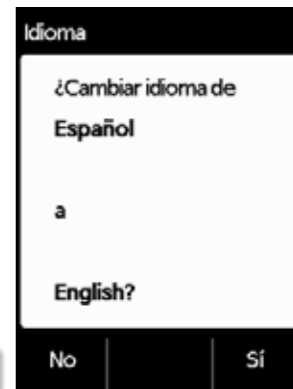 Idioma
¿Cambiar idioma de
Español
a
English?
No Sí